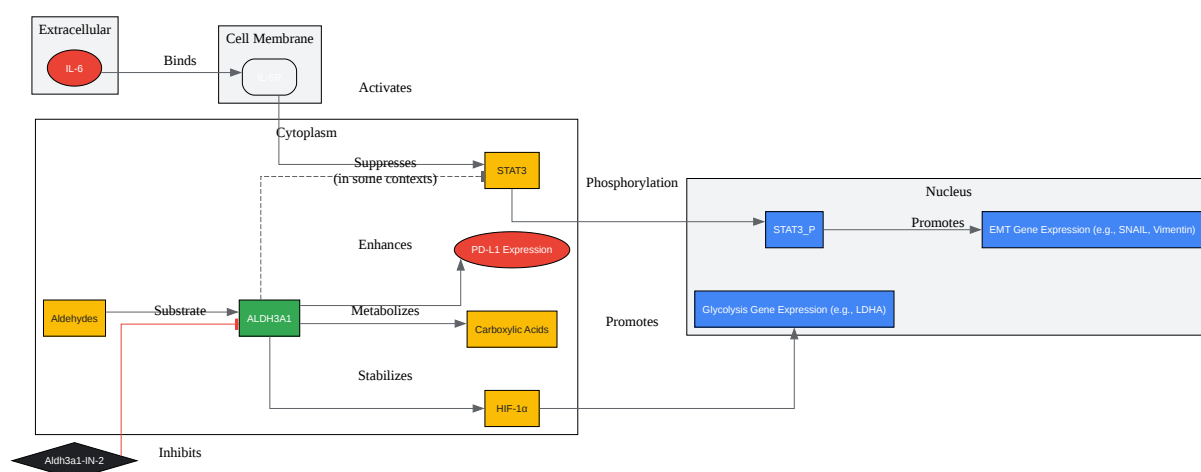 Extracellular
IL-6
Binds
Cell Membrane
Activates
Cytoplasm
Suppresses
(in some contexts)
STAT3
Phosphorylation
Nucleus
STAT3_P
Promotes
EMT Gene Expression (e.g., SNAIL, Vimentin)
Enhances
PD-L1 Expression
Aldehydes
Substrate
ALDH3A1
Metabolizes
Carboxylic Acids
Promotes
Glycolysis Gene Expression (e.g., LDHA)
Stabilizes
HIF-1α
Aldh3a1-IN-2
Inhibits